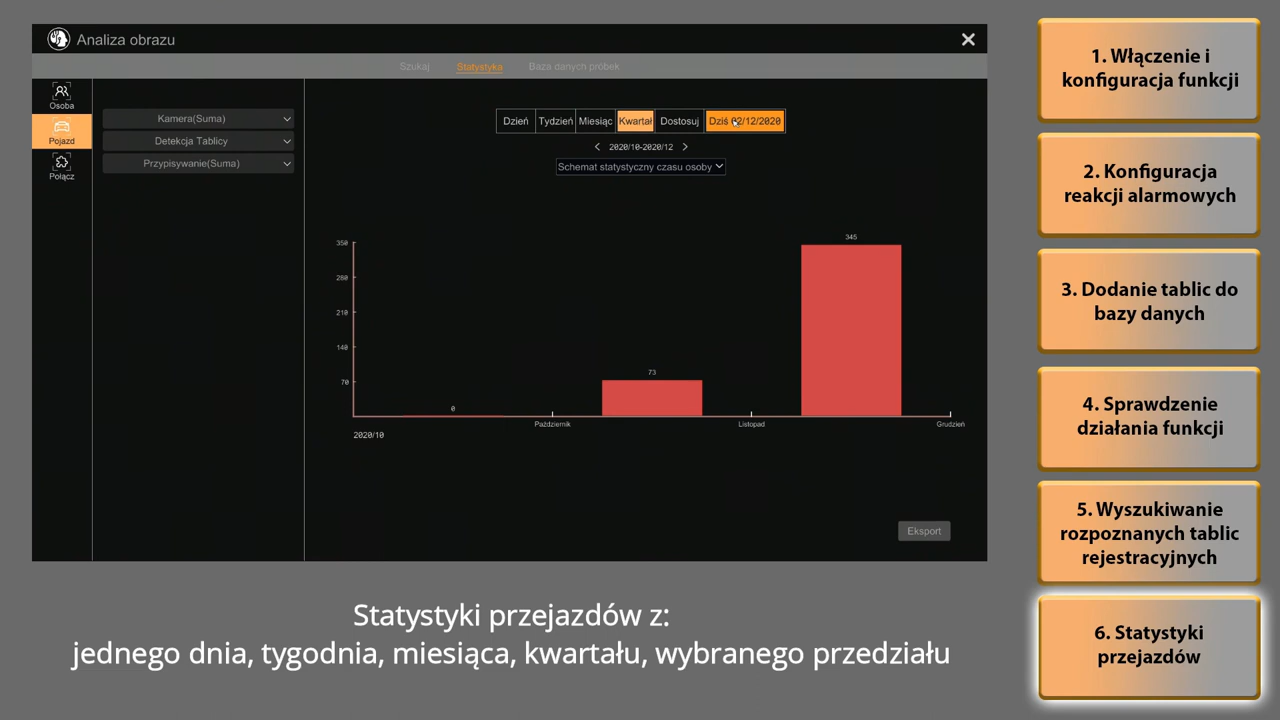 Analiza obrazu
Szukaj
Statystyka
Baza danych próbek
Osoba
Pojazd
Połącz
Kamera(Suma)
Detekcja Tablicy
Przypisywanie(Suma)
Dzień
Tydzień
Miesiąc
Kwartał
Dostosuj
Dziś 02/12/2020
2020/10-2020/12
Schemat statystyczny czasu osoby
350
280
210
140
70
0
73
345
Październik
Listopad
Grudzień
2020/10
Eksport
Statystyki przejazdów z:
jednego dnia, tygodnia, miesiąca, kwartału, wybranego przedziału
1. Włączenie i
konfiguracja funkcji
2. Konfiguracja
reakcji alarmowych
3. Dodanie tablic do
bazy danych
4. Sprawdzenie
działania funkcji
5. Wyszukiwanie
rozpoznanych tablic
rejestracyjnych
6. Statystyki
przejazdów